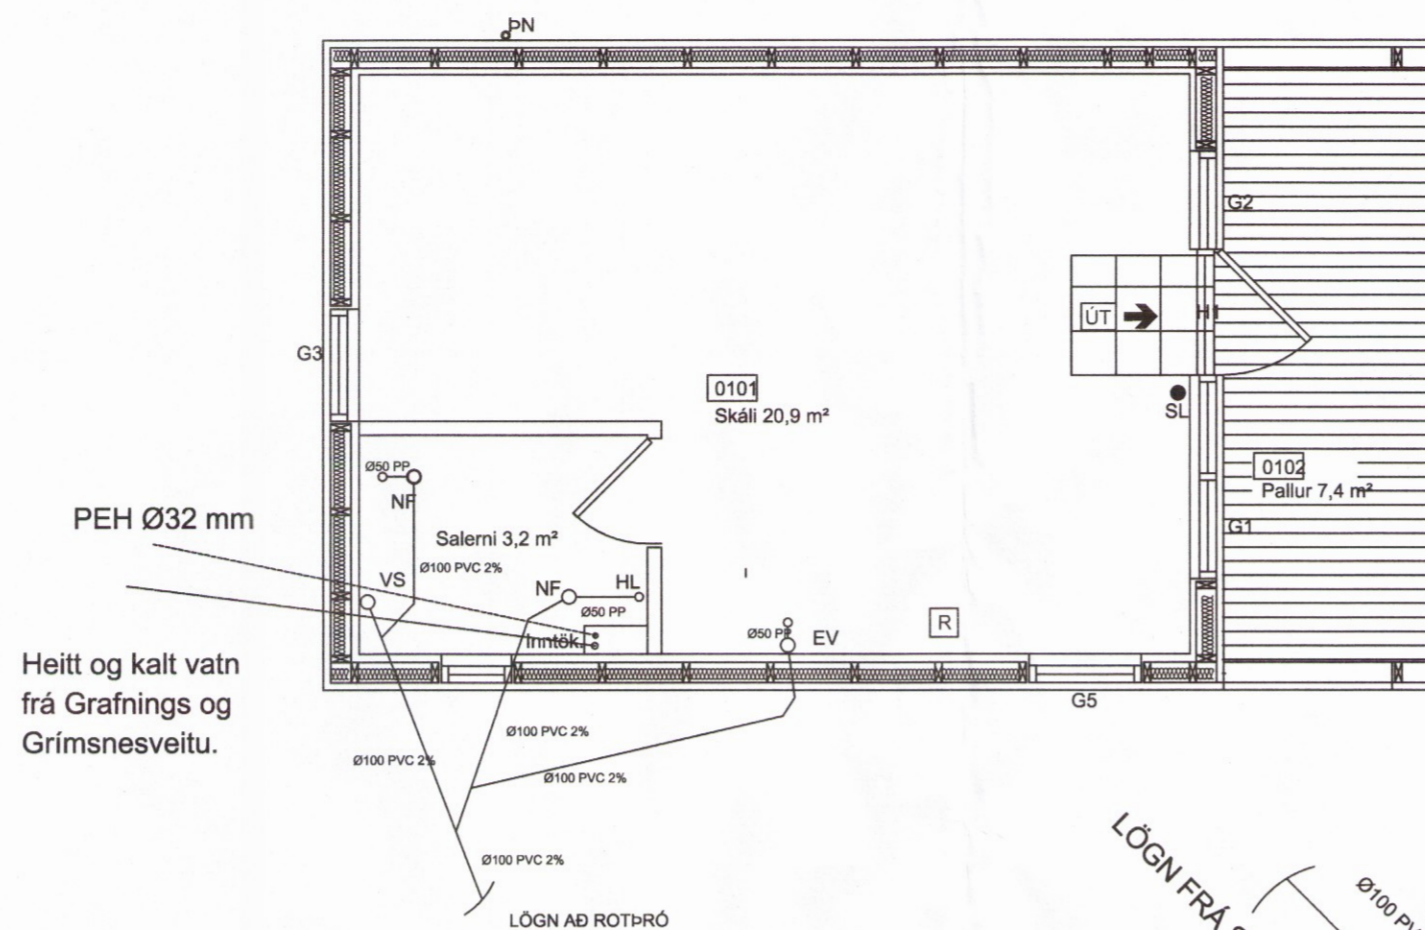 ÞN
G2
ÚT
H1
G3
0101
Skáli 20,9 m²
SL
0102
Pallur 7,4 m²
G1
Ø50 PP
NF
PEH Ø32 mm
Salerni 3,2 m²
Ø100 PVC 2%
VS
NF
HL
Ø50 PP
Inntök.
Ø50 PP
EV
R
Heitt og kalt vatn
frá Grafnings og
Grímsnesveitu.
G5
Ø100 PVC 2%
Ø100 PVC 2%
Ø100 PVC 2%
Ø100 PVC 2%
LÖGN AÐ ROTÞRÓ
LÖGN FRÁ
Ø100 PV